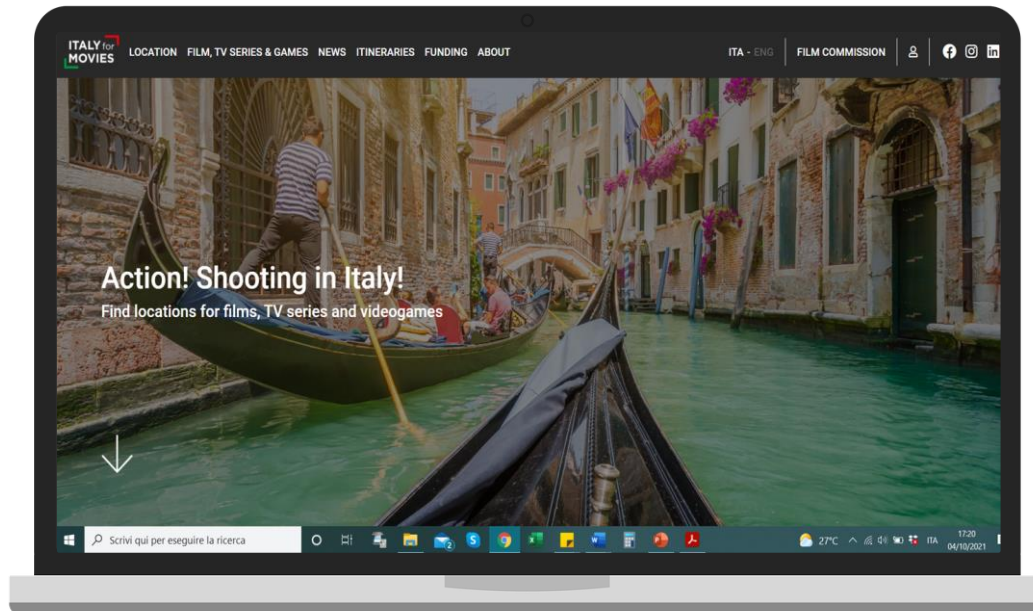 ITALY for
MOVIES
LOCATION FILM, TV SERIES & GAMES NEWS ITINERARIES FUNDING ABOUT
ITA - ENG
FILM COMMISSION
Action! Shooting in Italy!
Find locations for films, TV series and videogames
Scrivi qui per eseguire la ricerca
27°C
ITA
17:20
04/10/2021